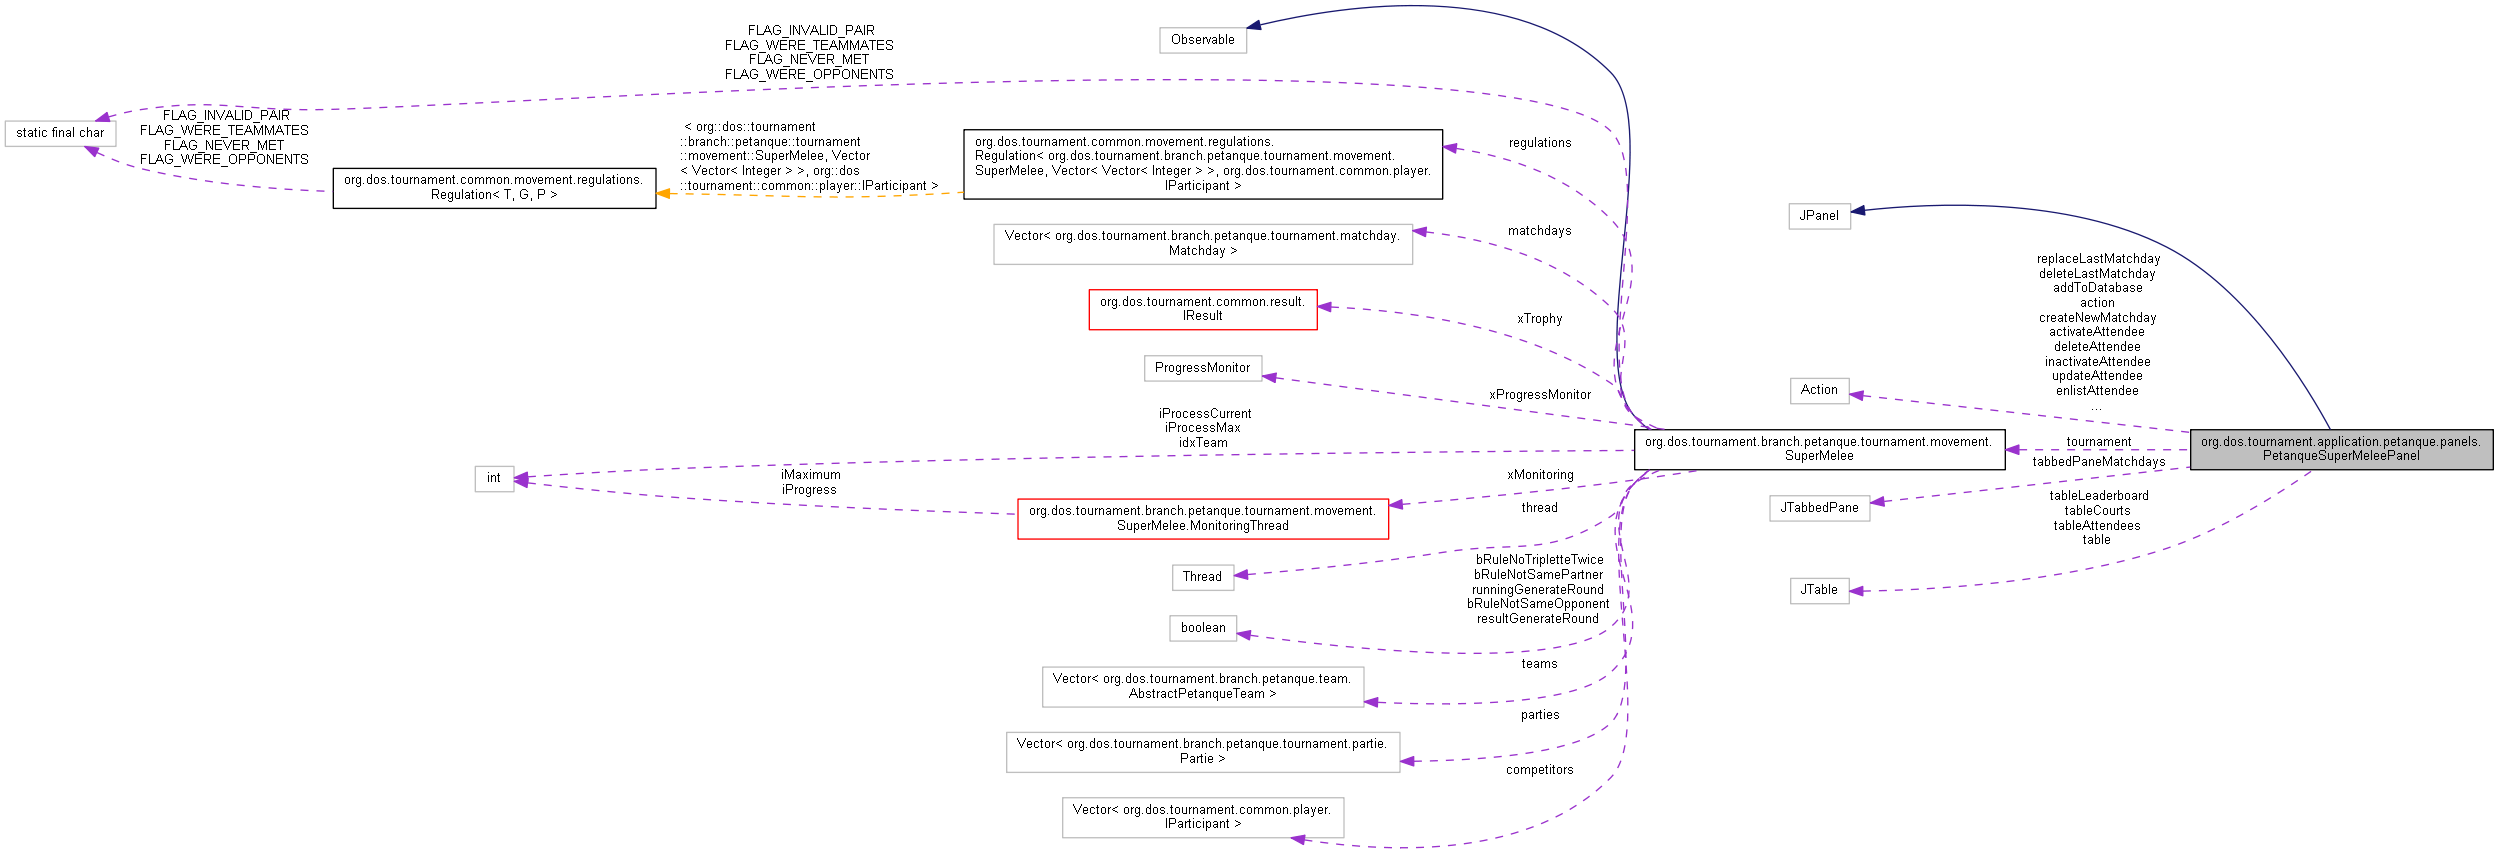 FLAG_INVALID_PAIR
FLAG_WERE_TEAMMATES
FLAG_NEVER_MET
FLAG_WERE_OPPONENTS
Observable
static final char
FLAG_INVALID_PAIR
FLAG_WERE_TEAMMATES
FLAG_NEVER_MET
FLAG_WERE_OPPONENTS
org.dos.tournament.common.movement.regulations.
Regulation< T, G, P >
< org::dos::tournament
::branch::petanque::tournament
::movement::SuperMelee, Vector
< Vector< Integer > >, org::dos
::tournament::common::player::IParticipant >
org.dos.tournament.common.movement.regulations.
Regulation< org.dos.tournament.branch.petanque.tournament.movement.
SuperMelee, Vector< Vector< Integer > >, org.dos.tournament.common.player.
IParticipant >
regulations
Vector< org.dos.tournament.branch.petanque.tournament.matchday.
Matchday >
matchdays
org.dos.tournament.common.result.
IResult
xTrophy
ProgressMonitor
xProgressMonitor
iProcessCurrent
iProcessMax
idxTeam
int
iMaximum
iProgress
org.dos.tournament.branch.petanque.tournament.movement.
SuperMelee.MonitoringThread
xMonitoring
thread
Thread
bRuleNoTripletteTwice
bRuleNotSamePartner
runningGenerateRound
bRuleNotSameOpponent
resultGenerateRound
boolean
Vector< org.dos.tournament.branch.petanque.team.
AbstractPetanqueTeam >
teams
Vector< org.dos.tournament.branch.petanque.tournament.partie.
Partie >
parties
Vector< org.dos.tournament.common.player.
IParticipant >
competitors
org.dos.tournament.branch.petanque.tournament.movement.
SuperMelee
JPanel
replaceLastMatchday
deleteLastMatchday
addToDatabase
action
createNewMatchday
activateAttendee
deleteAttendee
inactivateAttendee
updateAttendee
enlistAttendee
...
Action
tournament
tabbedPaneMatchdays
JTabbedPane
tableLeaderboard
tableCourts
tableAttendees
table
JTable
org.dos.tournament.application.petanque.panels.
PetanqueSuperMeleePanel